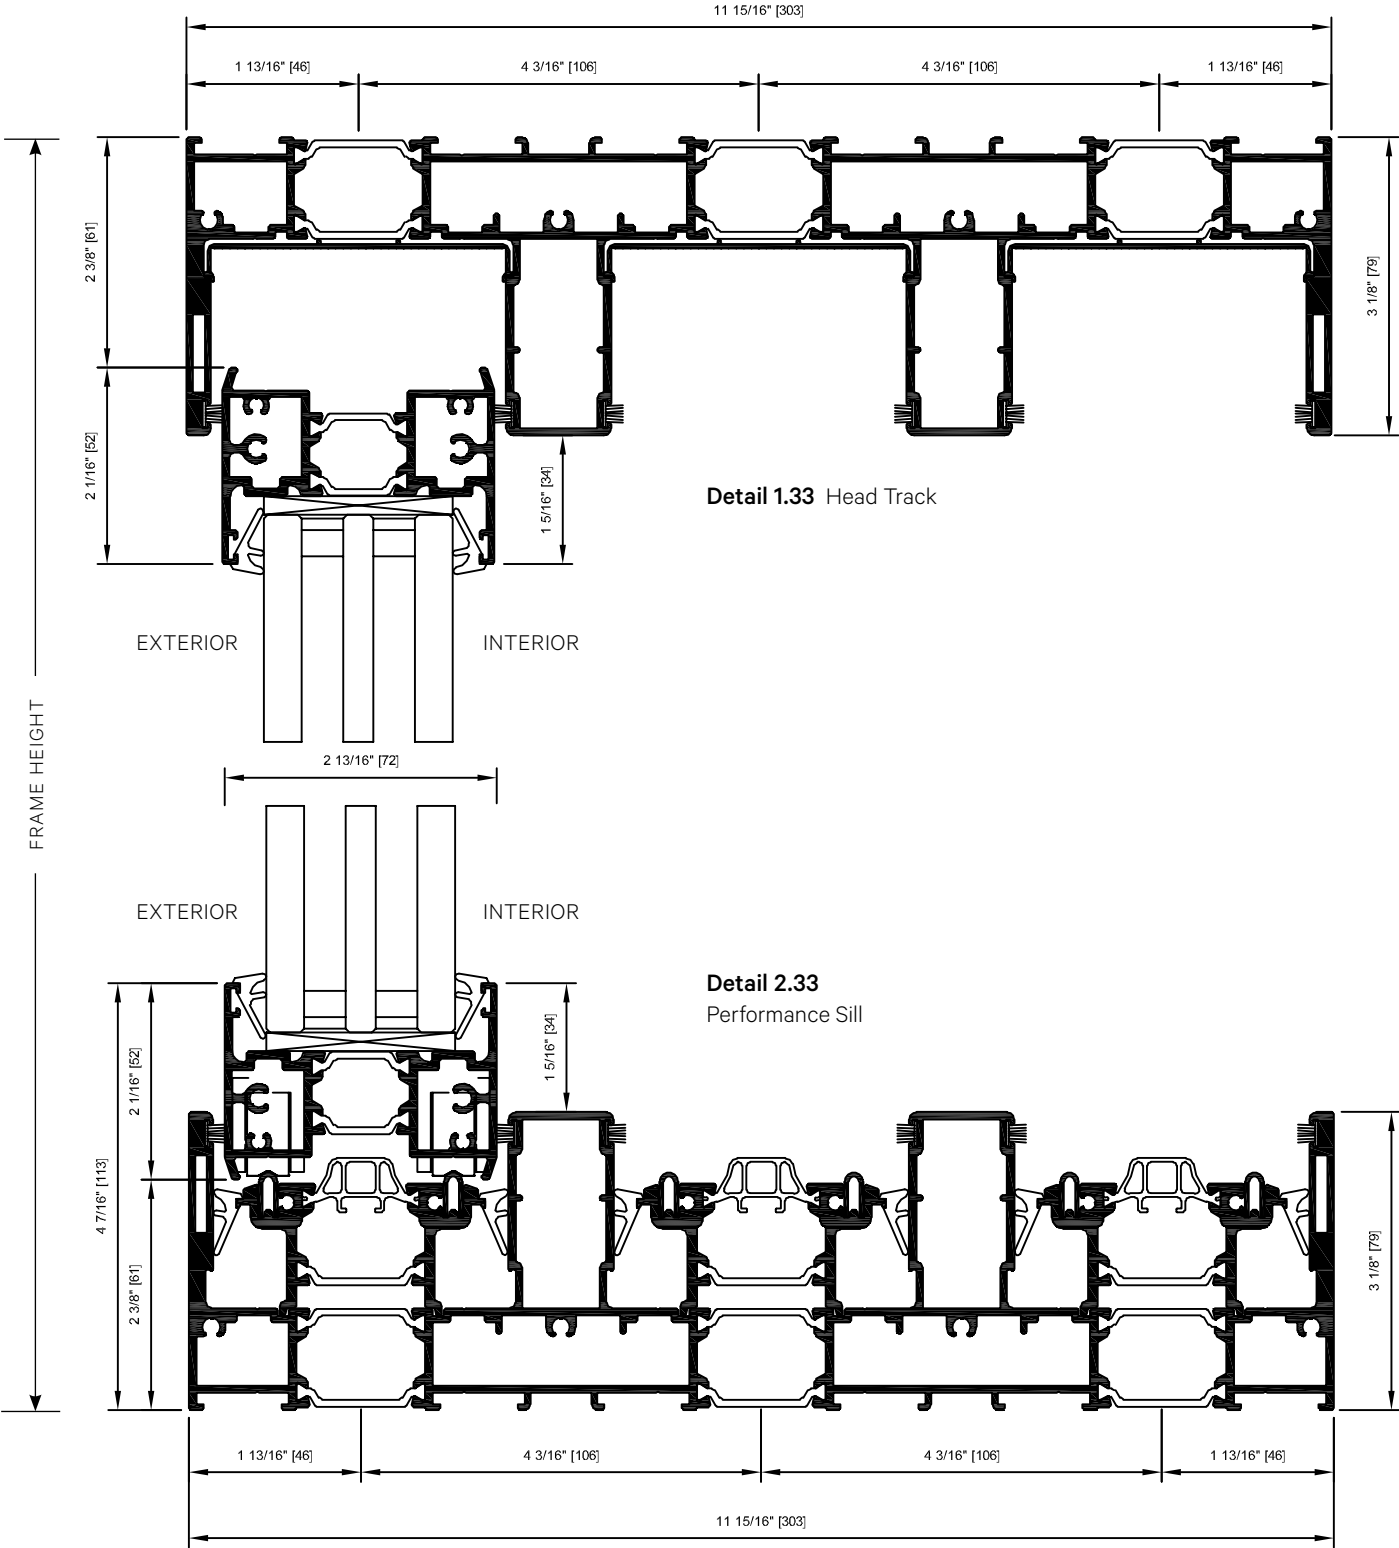 11 15/16" [303]
1 13/16" [46]
4 3/16" [106]
4 3/16" [106]
1 13/16" [46]
2 3/8" [61]
3 1/8" [79]
2 1/16" [52]
1 5/16" [34]
Detail 1.33 Head Track
EXTERIOR
INTERIOR
FRAME HEIGHT
2 13/16" [72]
EXTERIOR
INTERIOR
Detail 2.33
Performance Sill
1 5/16" [34]
2 1/16" [52]
4 7/16" [113]
2 3/8" [61]
3 1/8" [79]
1 13/16" [46]
4 3/16" [106]
4 3/16" [106]
1 13/16" [46]
11 15/16" [303]